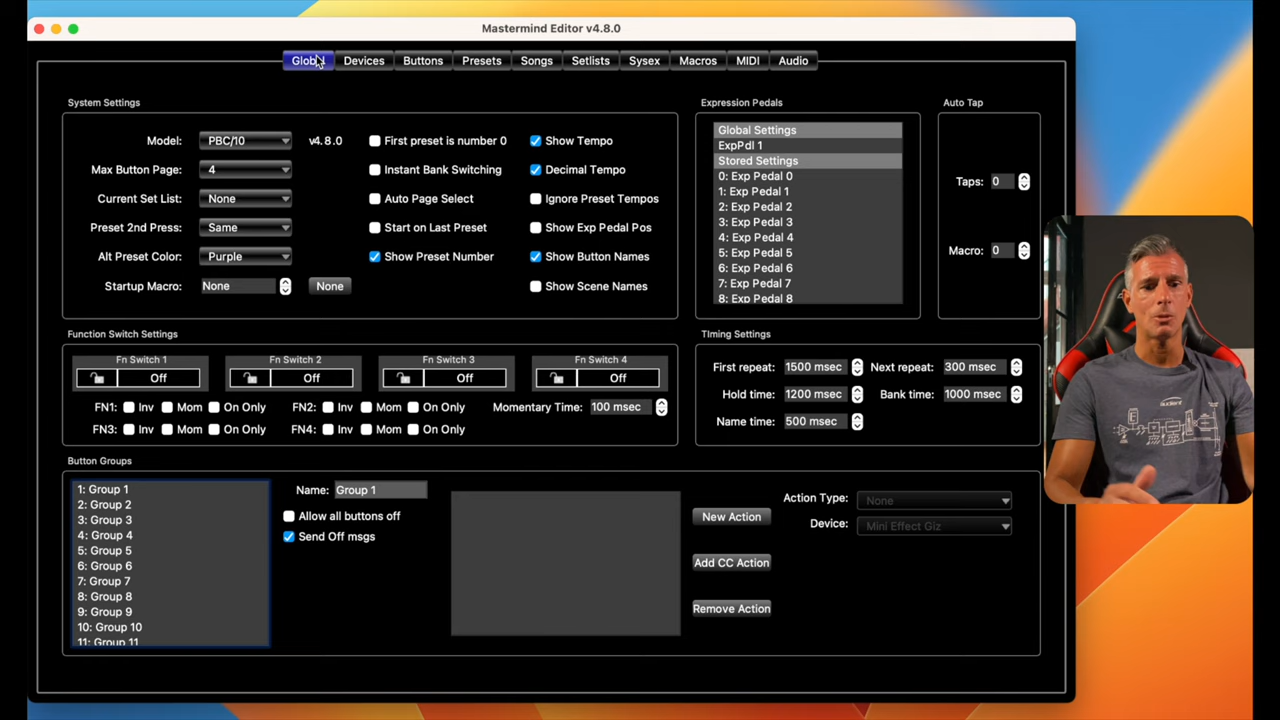 Mastermind Editor v4.8.0
Global Devices Buttons Presets Songs Setlists Sysex Macros MIDI Audio
System Settings
Model: PBC/10 v4.8.0
Max Button Page: 4
Current Set List: None
Preset 2nd Press: Same
Alt Preset Color: Purple
Startup Macro: None None
First preset is number 0
Instant Bank Switching
Auto Page Select
Start on Last Preset
Show Preset Number
Show Tempo
Decimal Tempo
Ignore Preset Tempos
Show Exp Pedal Pos
Show Button Names
Show Scene Names
Expression Pedals
Global Settings
ExpPdl 1
Stored Settings
0: Exp Pedal 0
1: Exp Pedal 1
2: Exp Pedal 2
3: Exp Pedal 3
4: Exp Pedal 4
5: Exp Pedal 5
6: Exp Pedal 6
7: Exp Pedal 7
8: Exp Pedal 8
Auto Tap
Taps: 0
Macro: 0
Function Switch Settings
Fn Switch 1 Fn Switch 2 Fn Switch 3 Fn Switch 4
Off Off Off Off
FN1: Inv Mom On Only FN2: Inv Mom On Only Momentary Time: 100 msec
FN3: Inv Mom On Only FN4: Inv Mom On Only
TIming Settings
First repeat: 1500 msec Next repeat: 300 msec
Hold time: 1200 msec Bank time: 1000 msec
Name time: 500 msec
Button Groups
1: Group 1
2: Group 2
3: Group 3
4: Group 4
5: Group 5
6: Group 6
7: Group 7
8: Group 8
9: Group 9
10: Group 10
11: Group 11
Name: Group 1
Allow all buttons off
Send Off msgs
New Action
Add CC Action
Remove Action
Action Type: None
Device: Mini Effect Giz
audient